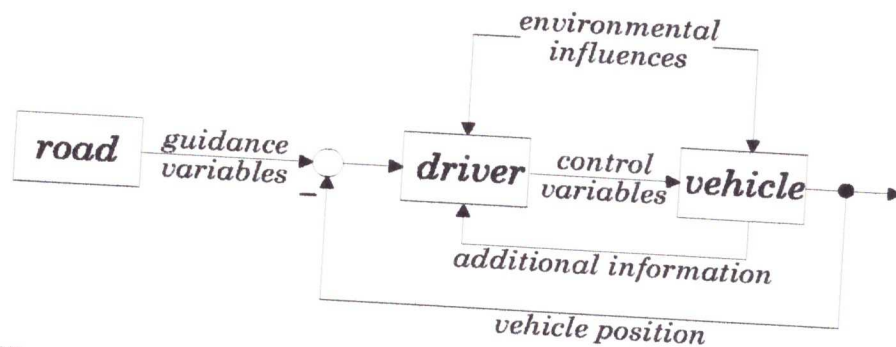 environmental
influences
road
guidance
variables
driver
control
variables
vehicle
–
additional information
vehicle position